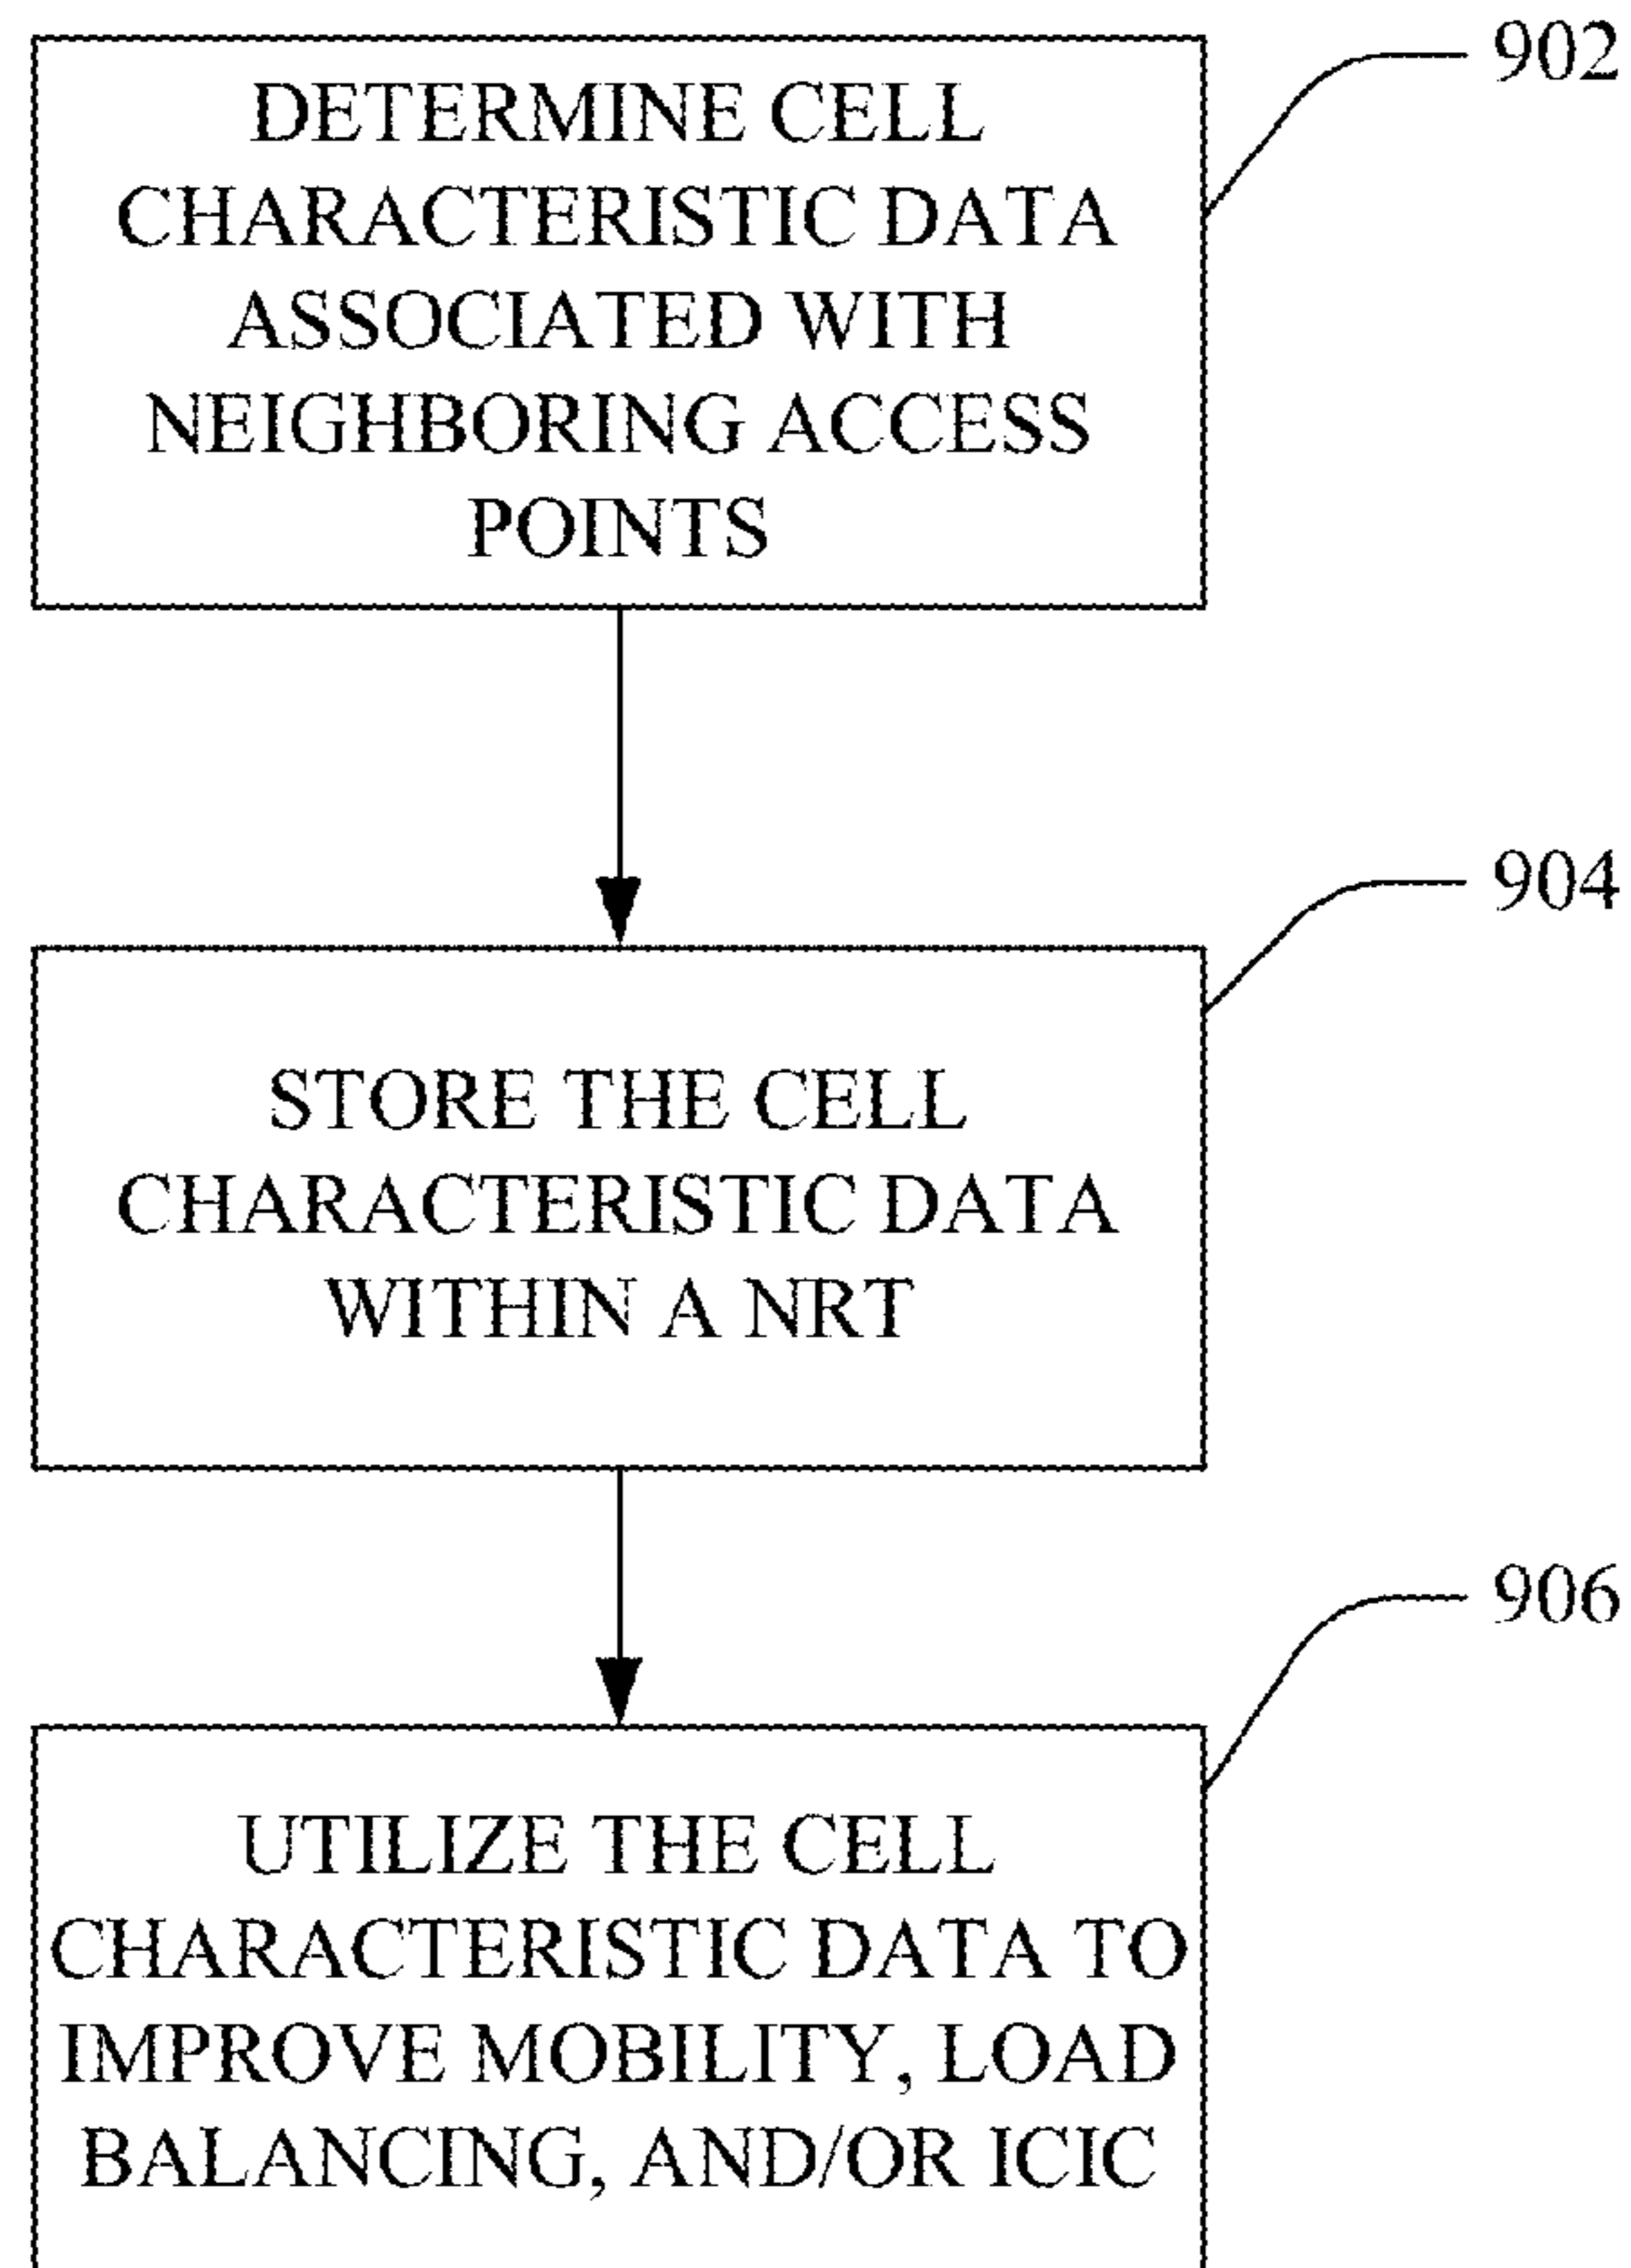 902
DETERMINE CELL
CHARACTERISTIC DATA
ASSOCIATED WITH
NEIGHBORING ACCESS
POINTS
904
STORE THE CELL
CHARACTERISTIC DATA
WITHIN A NRT
906
UTILIZE THE CELL
CHARACTERISTIC DATA TO
IMPROVE MOBILITY, LOAD
BALANCING, AND/OR ICIC